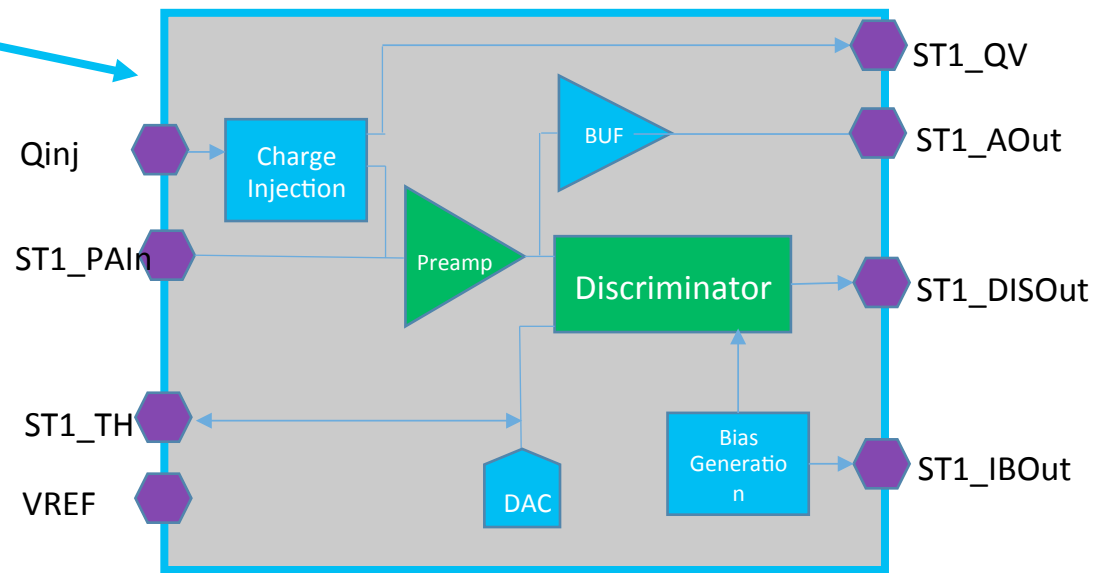 ST1_QV
Qinj
Charge
Injection
BUF
ST1_AOut
ST1_PAIn
Preamp
Discriminator
ST1_DISOut
ST1_TH
Bias
Generatio
n
ST1_IBOut
VREF
DAC